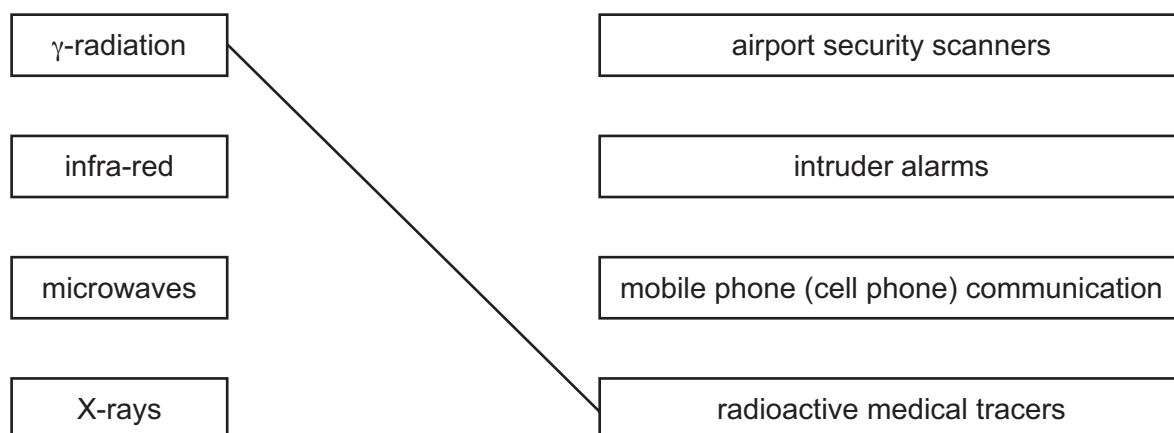 γ-radiation
airport security scanners
infra-red
intruder alarms
microwaves
mobile phone (cell phone) communication
X-rays
radioactive medical tracers